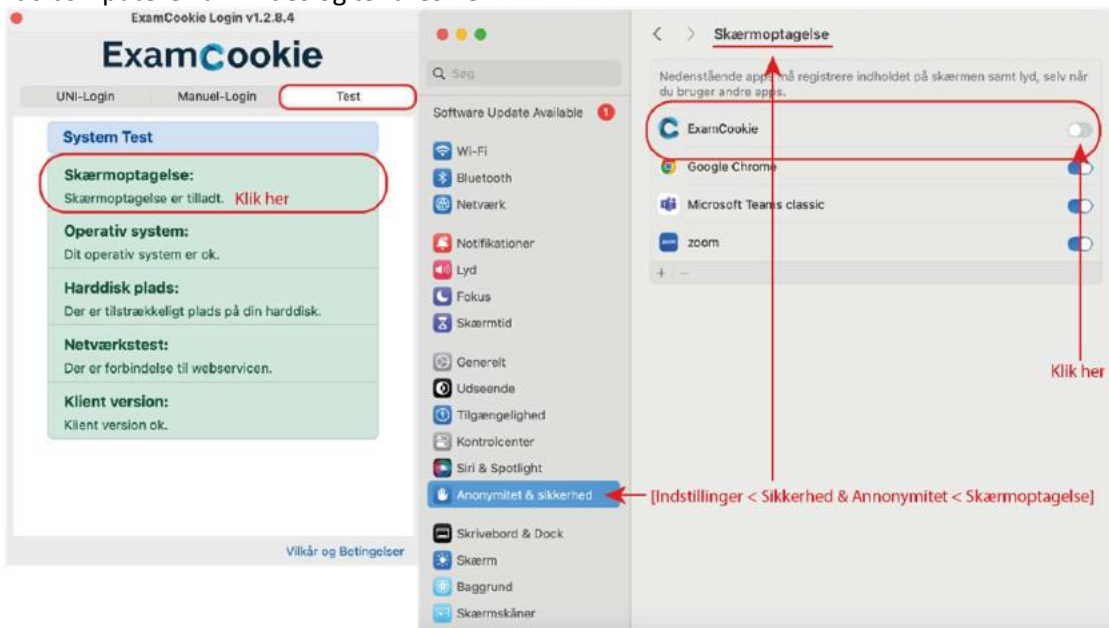 ExamCookie Login v1.2.8.4
ExamCookie
UNI-Login
Manuel-Login
Test
System Test
Skærmoptagelse:
Skærmoptagelse er tilladt. Klik her
Operativ system:
Dit operativ system er ok.
Harddisk plads:
Der er tilstrækkeligt plads på din harddisk.
Netværkstest:
Der er forbindelse til webservicen.
Klient version:
Klient version ok.
Vilkår og Betingelser
Søg
Software Update Available 1
Wi-Fi
Bluetooth
Netværk
Notifikationer
Lyd
Fokus
Skærmtid
Generelt
Udseende
Tilgængelighed
Kontrolcenter
Siri & Spotlight
Anonymitet & sikkerhed
Skrivebord & Dock
Skærm
Baggrund
Skærmskåner
Skærmoptagelse
Nedenstående apps må registrere indholdet på skærmen samt lyd, selv når
du bruger andre apps.
ExamCookie
Google Chrome
Microsoft Teams classic
zoom
Klik her
[Indstillinger < Sikkerhed & Annonymitet < Skærmoptagelse]